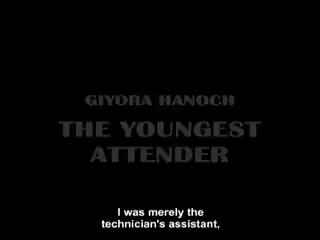 GIYORA HANOCH
THE YOUNGEST
ATTENDER
I was merely the
technician's assistant,